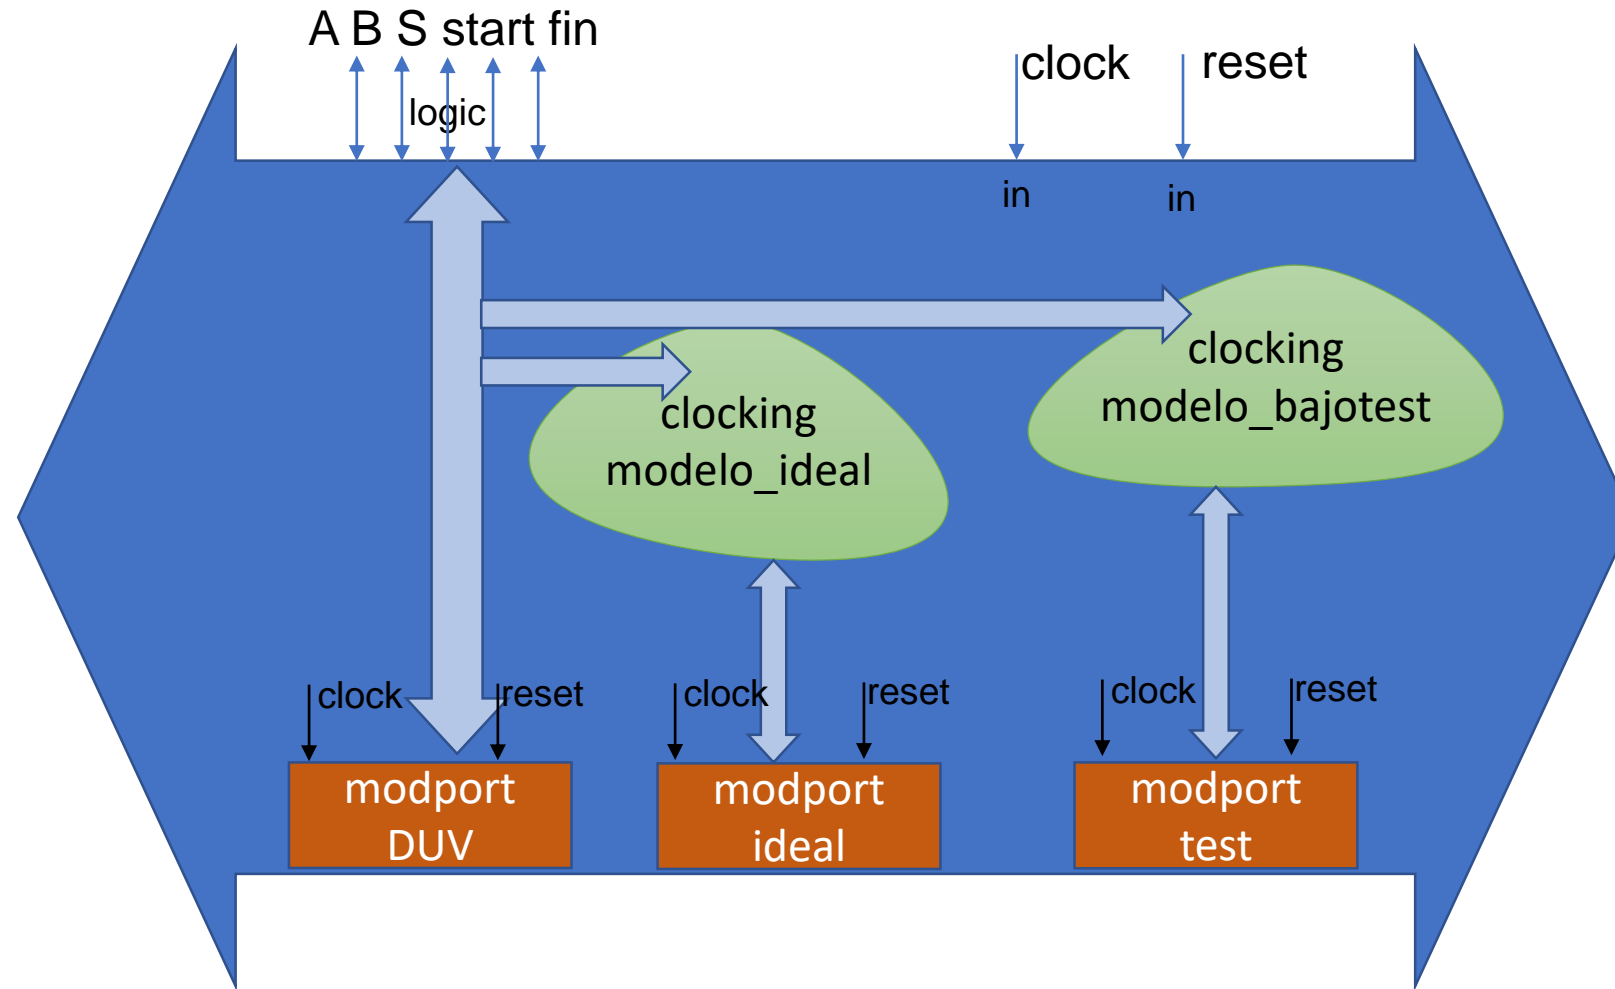 A B S start fin
logic
clock
reset
in
in
clocking
modelo_bajotest
clocking
modelo_ideal
clock
reset
clock
reset
clock
reset
modport
DUV
modport
ideal
modport
test